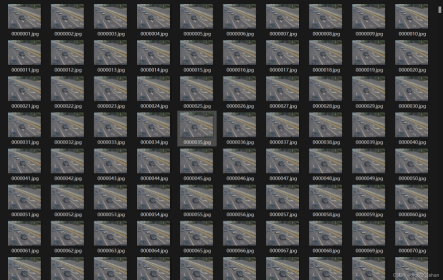 0000001.jpg 0000002.jpg 0000003.jpg 0000004.jpg 0000005.jpg 0000006.jpg 0000007.jpg 0000008.jpg 0000009.jpg 0000010.jpg
0000011.jpg 0000012.jpg 0000013.jpg 0000014.jpg 0000015.jpg 0000016.jpg 0000017.jpg 0000018.jpg 0000019.jpg 0000020.jpg
0000021.jpg 0000022.jpg 0000023.jpg 0000024.jpg 0000025.jpg 0000026.jpg 0000027.jpg 0000028.jpg 0000029.jpg 0000030.jpg
0000031.jpg 0000032.jpg 0000033.jpg 0000034.jpg 0000035.jpg 0000036.jpg 0000037.jpg 0000038.jpg 0000039.jpg 0000040.jpg
0000041.jpg 0000042.jpg 0000043.jpg 0000044.jpg 0000045.jpg 0000046.jpg 0000047.jpg 0000048.jpg 0000049.jpg 0000050.jpg
0000051.jpg 0000052.jpg 0000053.jpg 0000054.jpg 0000055.jpg 0000056.jpg 0000057.jpg 0000058.jpg 0000059.jpg 0000060.jpg
0000061.jpg 0000062.jpg 0000063.jpg 0000064.jpg 0000065.jpg 0000066.jpg 0000067.jpg 0000068.jpg 0000069.jpg 0000070.jpg